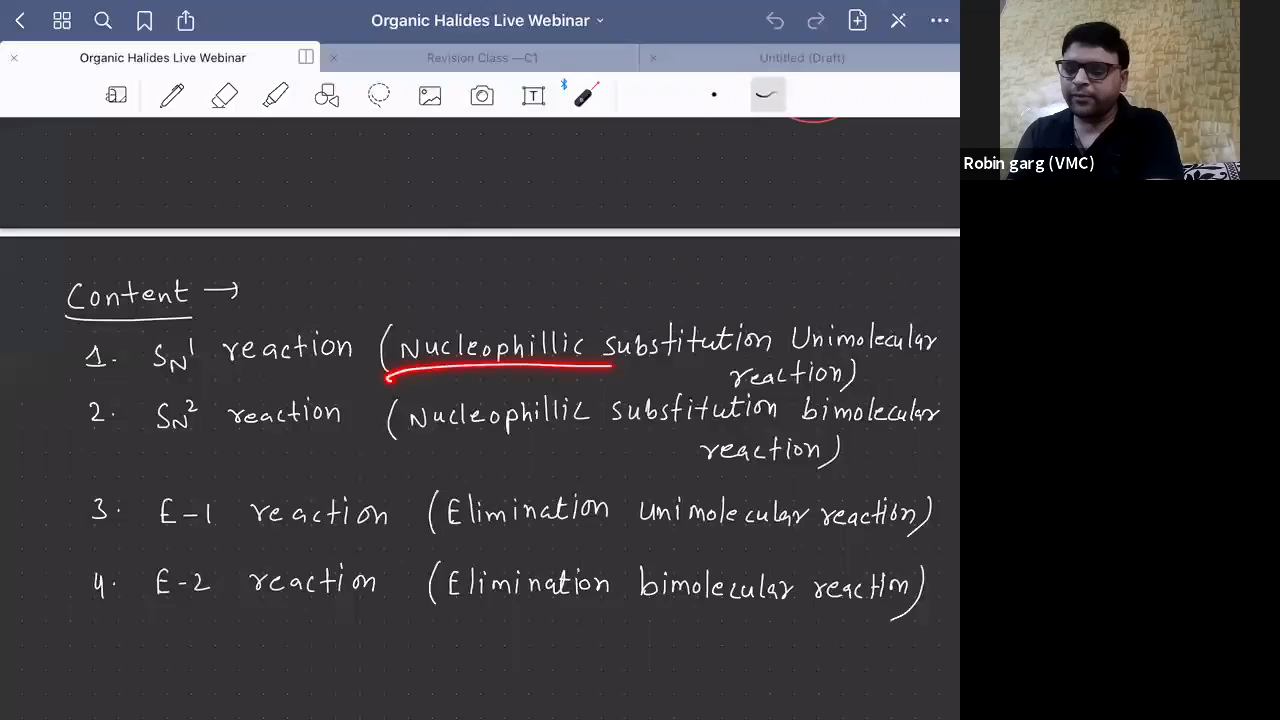 Organic Halides Live Webinar
Organic Halides Live Webinar
Revision Class —C1
Untitled (Draft)
T
Robin garg (VMC)
Content →
1. SN1 reaction (Nucleophillic substitution Unimolecular
reaction)
2. SN2 reaction (Nucleophillic substitution bimolecular
reaction)
3. E-1 reaction (Elimination unimolecular reaction)
4. E-2 reaction (Elimination bimolecular reaction)